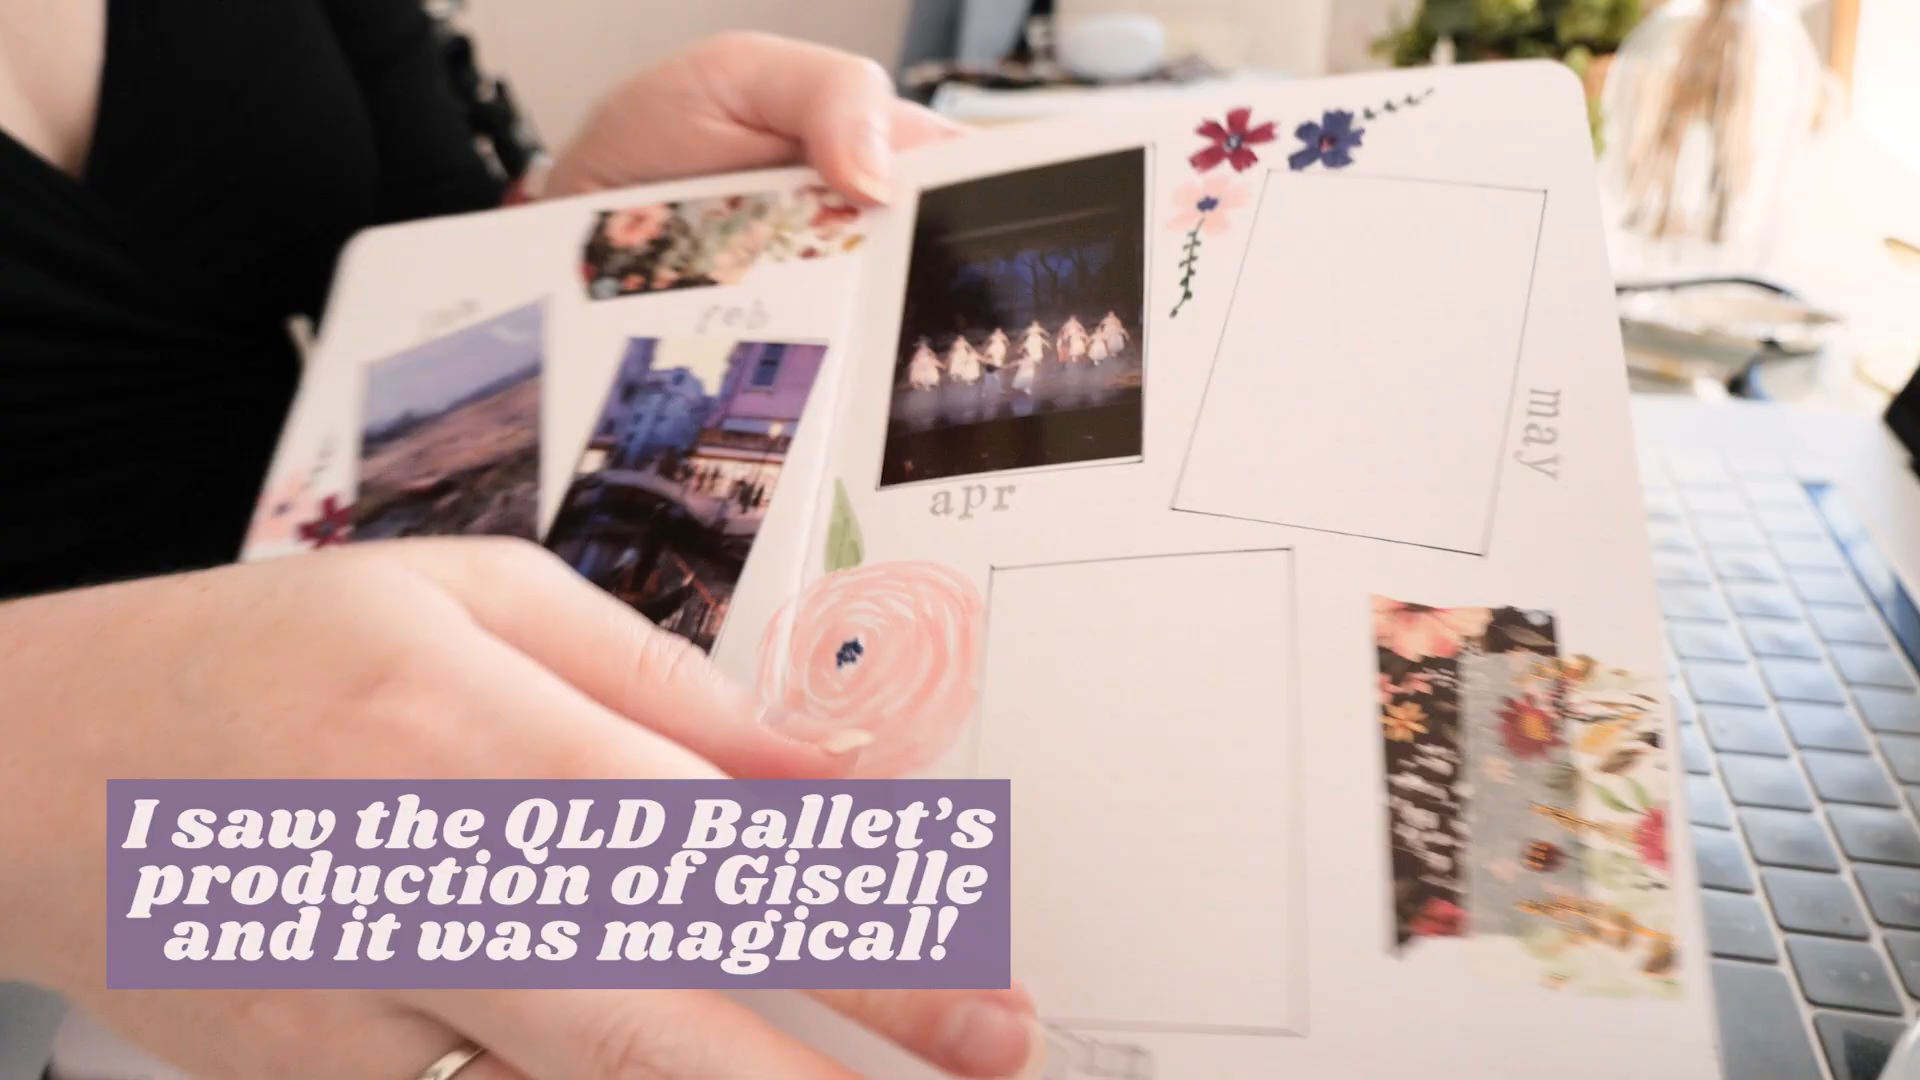 feb
apr
may
I saw the QLD Ballet's
production of Giselle
and it was magical!